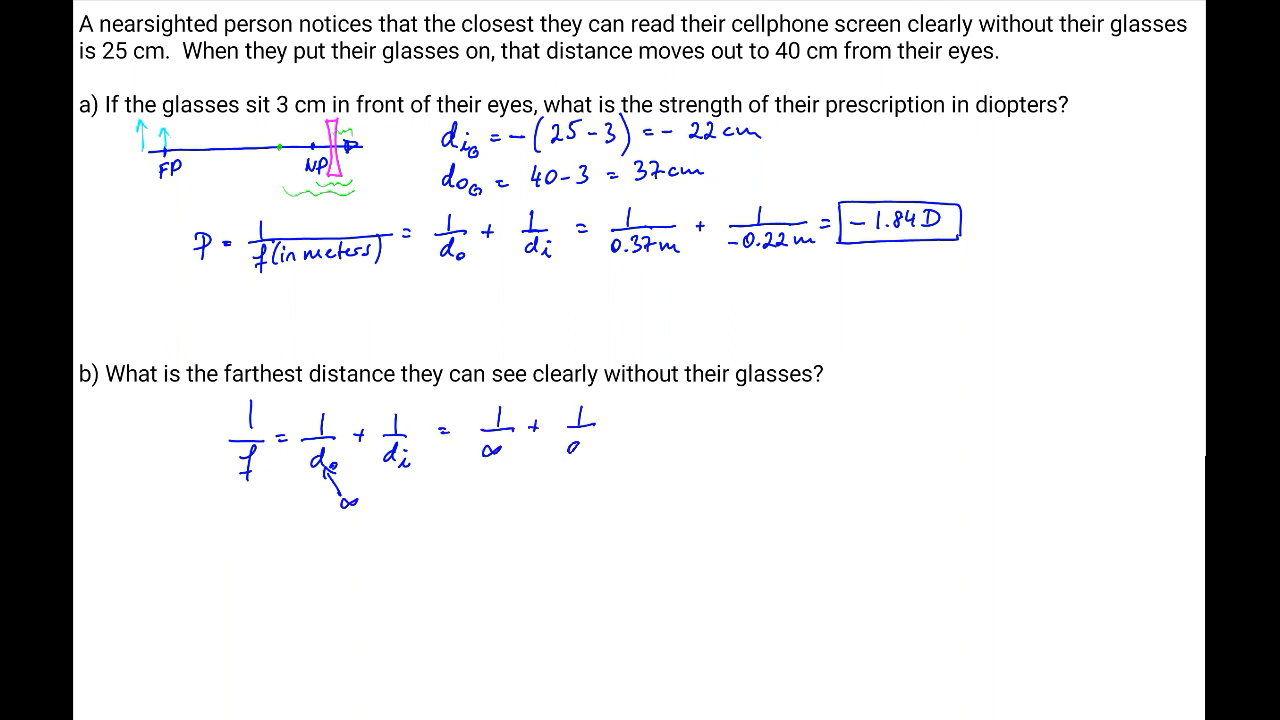 A nearsighted person notices that the closest they can read their cellphone screen clearly without their glasses
is 25 cm. When they put their glasses on, that distance moves out to 40 cm from their eyes.
a) If the glasses sit 3 cm in front of their eyes, what is the strength of their prescription in diopters?
FP NP
diG = -(25-3) = - 22 cm
doG = 40-3 = 37cm
P = 1/f(in meters) = 1/do + 1/di = 1/0.37m + 1/-0.22m = -1.84 D
b) What is the farthest distance they can see clearly without their glasses?
1/f = 1/do + 1/di = 1/∞ + 1/
∞